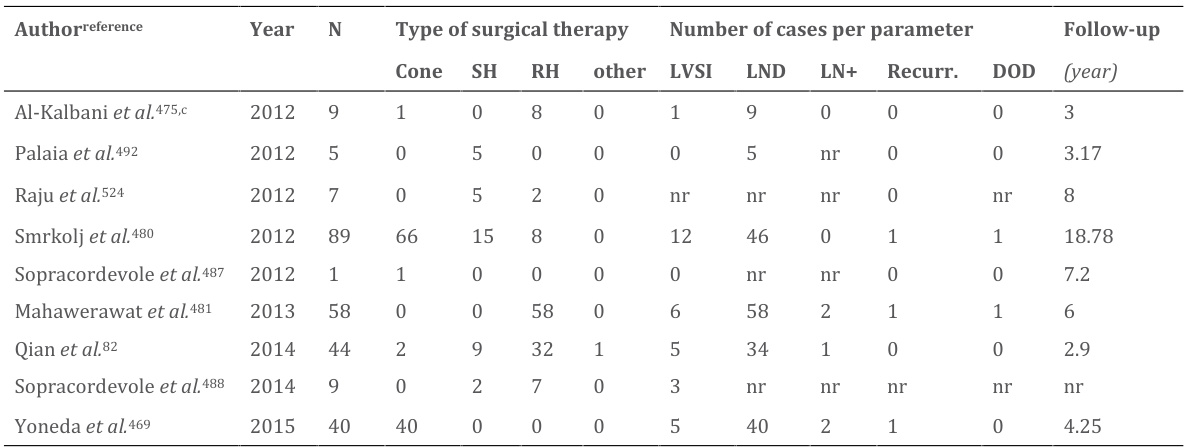 Authorreference Year N Type of surgical therapy Number of cases per parameter Follow-up
Cone SH RH other LVSI LND LN+ Recurr. DOD (year)
Al-Kalbani et al.475,c 2012 9 1 0 8 0 1 9 0 0 0 3
Palaia et al.492 2012 5 0 5 0 0 0 5 nr 0 0 3.17
Raju et al.524 2012 7 0 5 2 0 nr nr nr 0 nr 8
Smrkolj et al.480 2012 89 66 15 8 0 12 46 0 1 1 18.78
Sopracordevole et al.487 2012 1 1 0 0 0 0 nr nr 0 0 7.2
Mahawerawat et al.481 2013 58 0 0 58 0 6 58 2 1 1 6
Qian et al.82 2014 44 2 9 32 1 5 34 1 0 0 2.9
Sopracordevole et al.488 2014 9 0 2 7 0 3 nr nr nr nr nr
Yoneda et al.469 2015 40 40 0 0 0 5 40 2 1 0 4.25